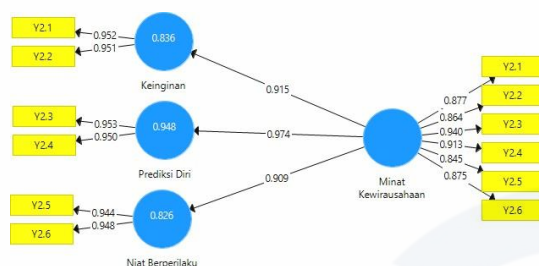 Y2.1
0.952
0.951
Y2.2
0.836
Keinginan
0.915
Y2.3
0.953
0.950
Y2.4
0.948
Prediksi Diri
0.974
Y2.5
0.944
0.948
Y2.6
0.826
Niat Berperilaku
0.909
Minat
Kewirausahaan
0.877
0.864
0.940
0.913
0.845
0.875
Y2.1
Y2.2
Y2.3
Y2.4
Y2.5
Y2.6